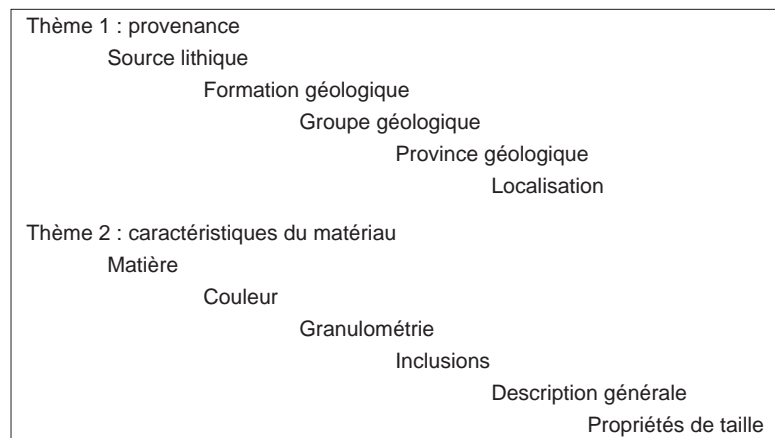 Thème 1 : provenance
Source lithique
Formation géologique
Groupe géologique
Province géologique
Localisation
Thème 2 : caractéristiques du matériau
Matière
Couleur
Granulométrie
Inclusions
Description générale
Propriétés de taille